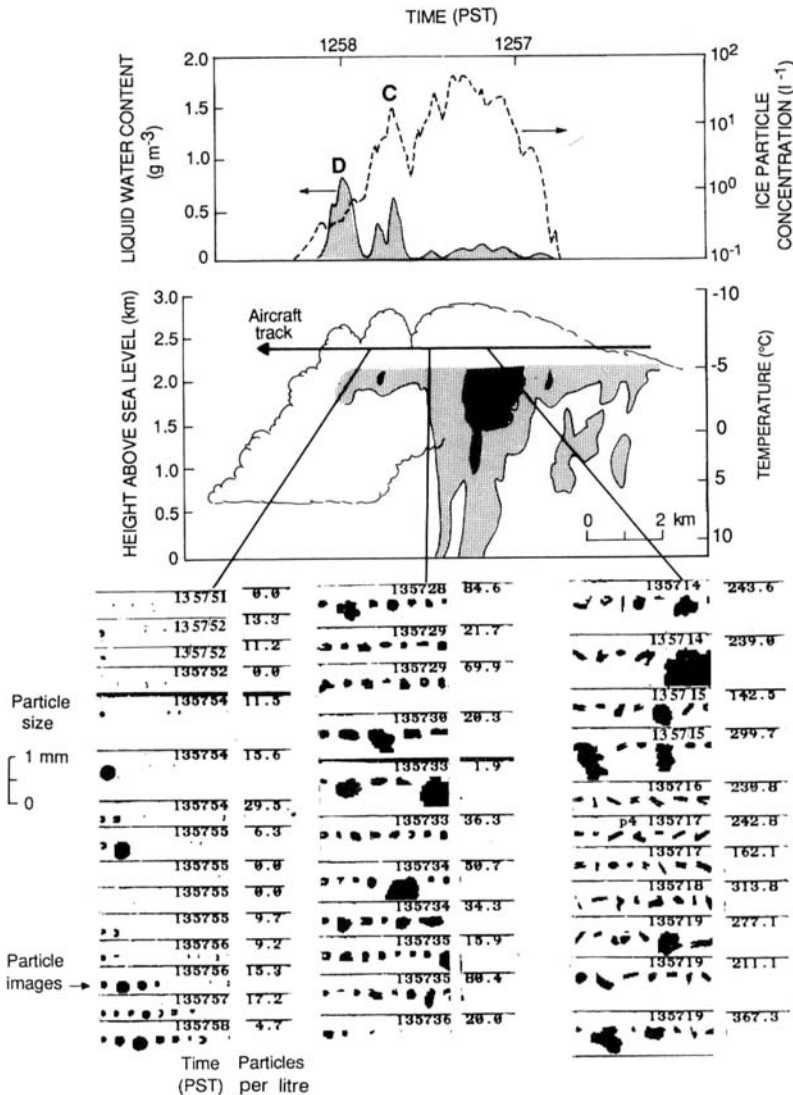 TIME (PST)
1258 1257
2.0
1.5
1.0
0.5
0
LIQUID WATER CONTENT
(g m-3)
C
D
10²
10¹
10⁰
10-1
ICE PARTICLE
CONCENTRATION (l-1)
3.0
2.5
2.0
1.5
1.0
0.5
0
HEIGHT ABOVE SEA LEVEL (km)
Aircraft
track
-10
-5
0
5
10
TEMPERATURE (°C)
0 2 km
Particle
size
1 mm
0
Particle
images
135751 0.0
135752 13.3
135752 11.2
135752 0.0
135754 11.5
135754 15.6
135754 29.5
135755 6.3
135755 0.0
135755 0.0
135755 9.7
135756 9.2
135756 15.3
135757 17.2
135758 4.7
Time Particles
(PST) per litre
135728 84.6
135729 21.7
135729 69.9
135730 20.3
135733 1.9
135733 36.3
135734 50.7
135734 34.3
135735 15.9
135735 80.4
135736 20.0
135714 243.6
135714 239.0
135715 142.5
135715 299.7
135716 230.8
p4 135717 242.8
135717 162.1
135718 313.8
135719 277.1
135719 211.1
135719 367.3